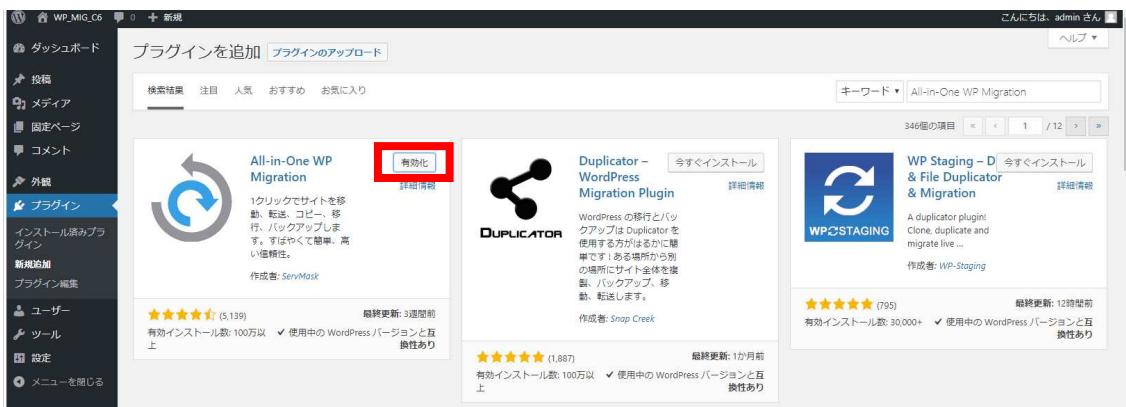 WP_MIG_C6 0 新規 こんにちは、admin さん
ヘルプ ▼
ダッシュボード
投稿
メディア
固定ページ
コメント
外観
プラグイン
インストール済みプラ
グイン
新規追加
プラグイン編集
ユーザー
ツール
設定
メニューを閉じる
プラグインを追加 プラグインのアップロード
検索結果 注目 人気 おすすめ お気に入り キーワード ▼ All-in-One WP Migration
346個の項目 « ‹ 1 / 12 › »
All-in-One WP
Migration
有効化
詳細情報
1クリックでサイトを移
動、転送、コピー、移
行、バックアップしま
す。すばやくて簡単、高
い信頼性。
作成者: ServMask
(5,139) 最終更新: 3週間前
有効インストール数: 100万以
上
✔ 使用中の WordPress バージョンと互
換性あり
DUPLICATOR
Duplicator –
WordPress
Migration Plugin
今すぐインストール
詳細情報
WordPress の移行とバッ
クアップは Duplicator を
使用する方がはるかに簡
単です ! ある場所から別
の場所にサイト全体を複
製、バックアップ、移
動、転送します。
作成者: Snap Creek
(1,887) 最終更新: 1か月前
有効インストール数: 100万以
上
✔ 使用中の WordPress バージョンと互
換性あり
WPSTAGING
WP Staging – D
& File Duplicator
& Migration
今すぐインストール
詳細情報
A duplicator plugin!
Clone, duplicate and
migrate live ...
作成者: WP-Staging
(795) 最終更新: 12時間前
有効インストール数: 30,000+ ✔ 使用中の WordPress バージョンと互
換性あり